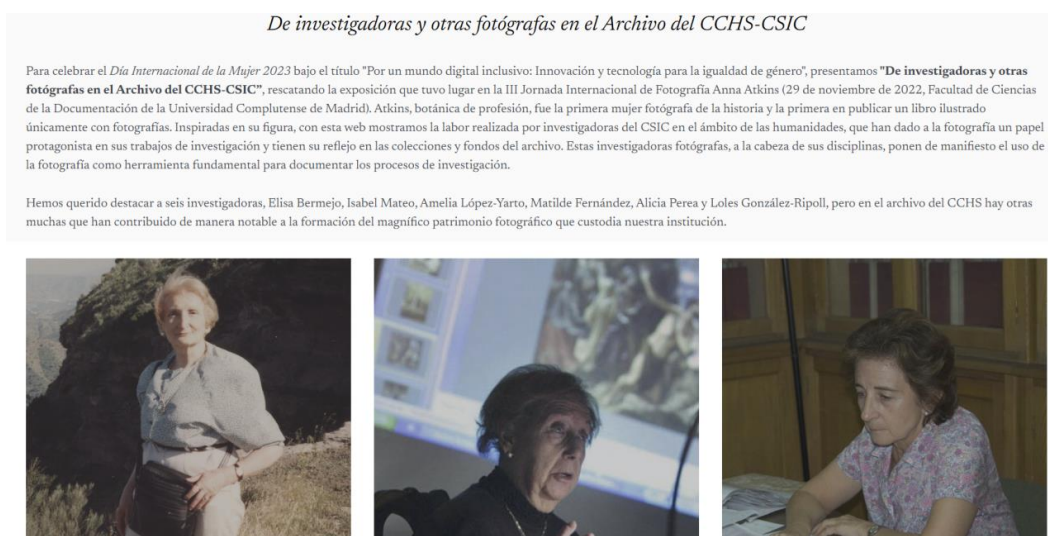 De investigadoras y otras fotógrafas en el Archivo del CCHS-CSIC
Para celebrar el Día Internacional de la Mujer 2023 bajo el título "Por un mundo digital inclusivo: Innovación y tecnología para la igualdad de género", presentamos "De investigadoras y otras
fotógrafas en el Archivo del CCHS-CSIC", rescatando la exposición que tuvo lugar en la III Jornada Internacional de Fotografía Anna Atkins (29 de noviembre de 2022, Facultad de Ciencias
de la Documentación de la Universidad Complutense de Madrid). Atkins, botánica de profesión, fue la primera mujer fotógrafa de la historia y la primera en publicar un libro ilustrado
únicamente con fotografías. Inspiradas en su figura, con esta web mostramos la labor realizada por investigadoras del CSIC en el ámbito de las humanidades, que han dado a la fotografía un papel
protagonista en sus trabajos de investigación y tienen su reflejo en las colecciones y fondos del archivo. Estas investigadoras fotógrafas, a la cabeza de sus disciplinas, ponen de manifiesto el uso de
la fotografía como herramienta fundamental para documentar los procesos de investigación.
Hemos querido destacar a seis investigadoras, Elisa Bermejo, Isabel Mateo, Amelia López-Yarto, Matilde Fernández, Alicia Perea y Loles González-Ripoll, pero en el archivo del CCHS hay otras
muchas que han contribuido de manera notable a la formación del magnífico patrimonio fotográfico que custodia nuestra institución.